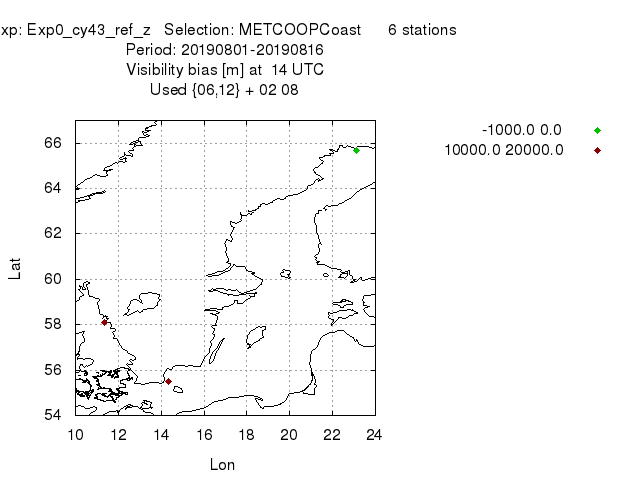 xp: Exp0_cy43_ref_z Selection: METCOOPCoast 6 stations
Period: 20190801-20190816
Visibility bias [m] at 14 UTC
Used {06,12} + 02 08
-1000.0 0.0
10000.0 20000.0
66
64
62
60
58
56
54
Lat
10 12 14 16 18 20 22 24
Lon